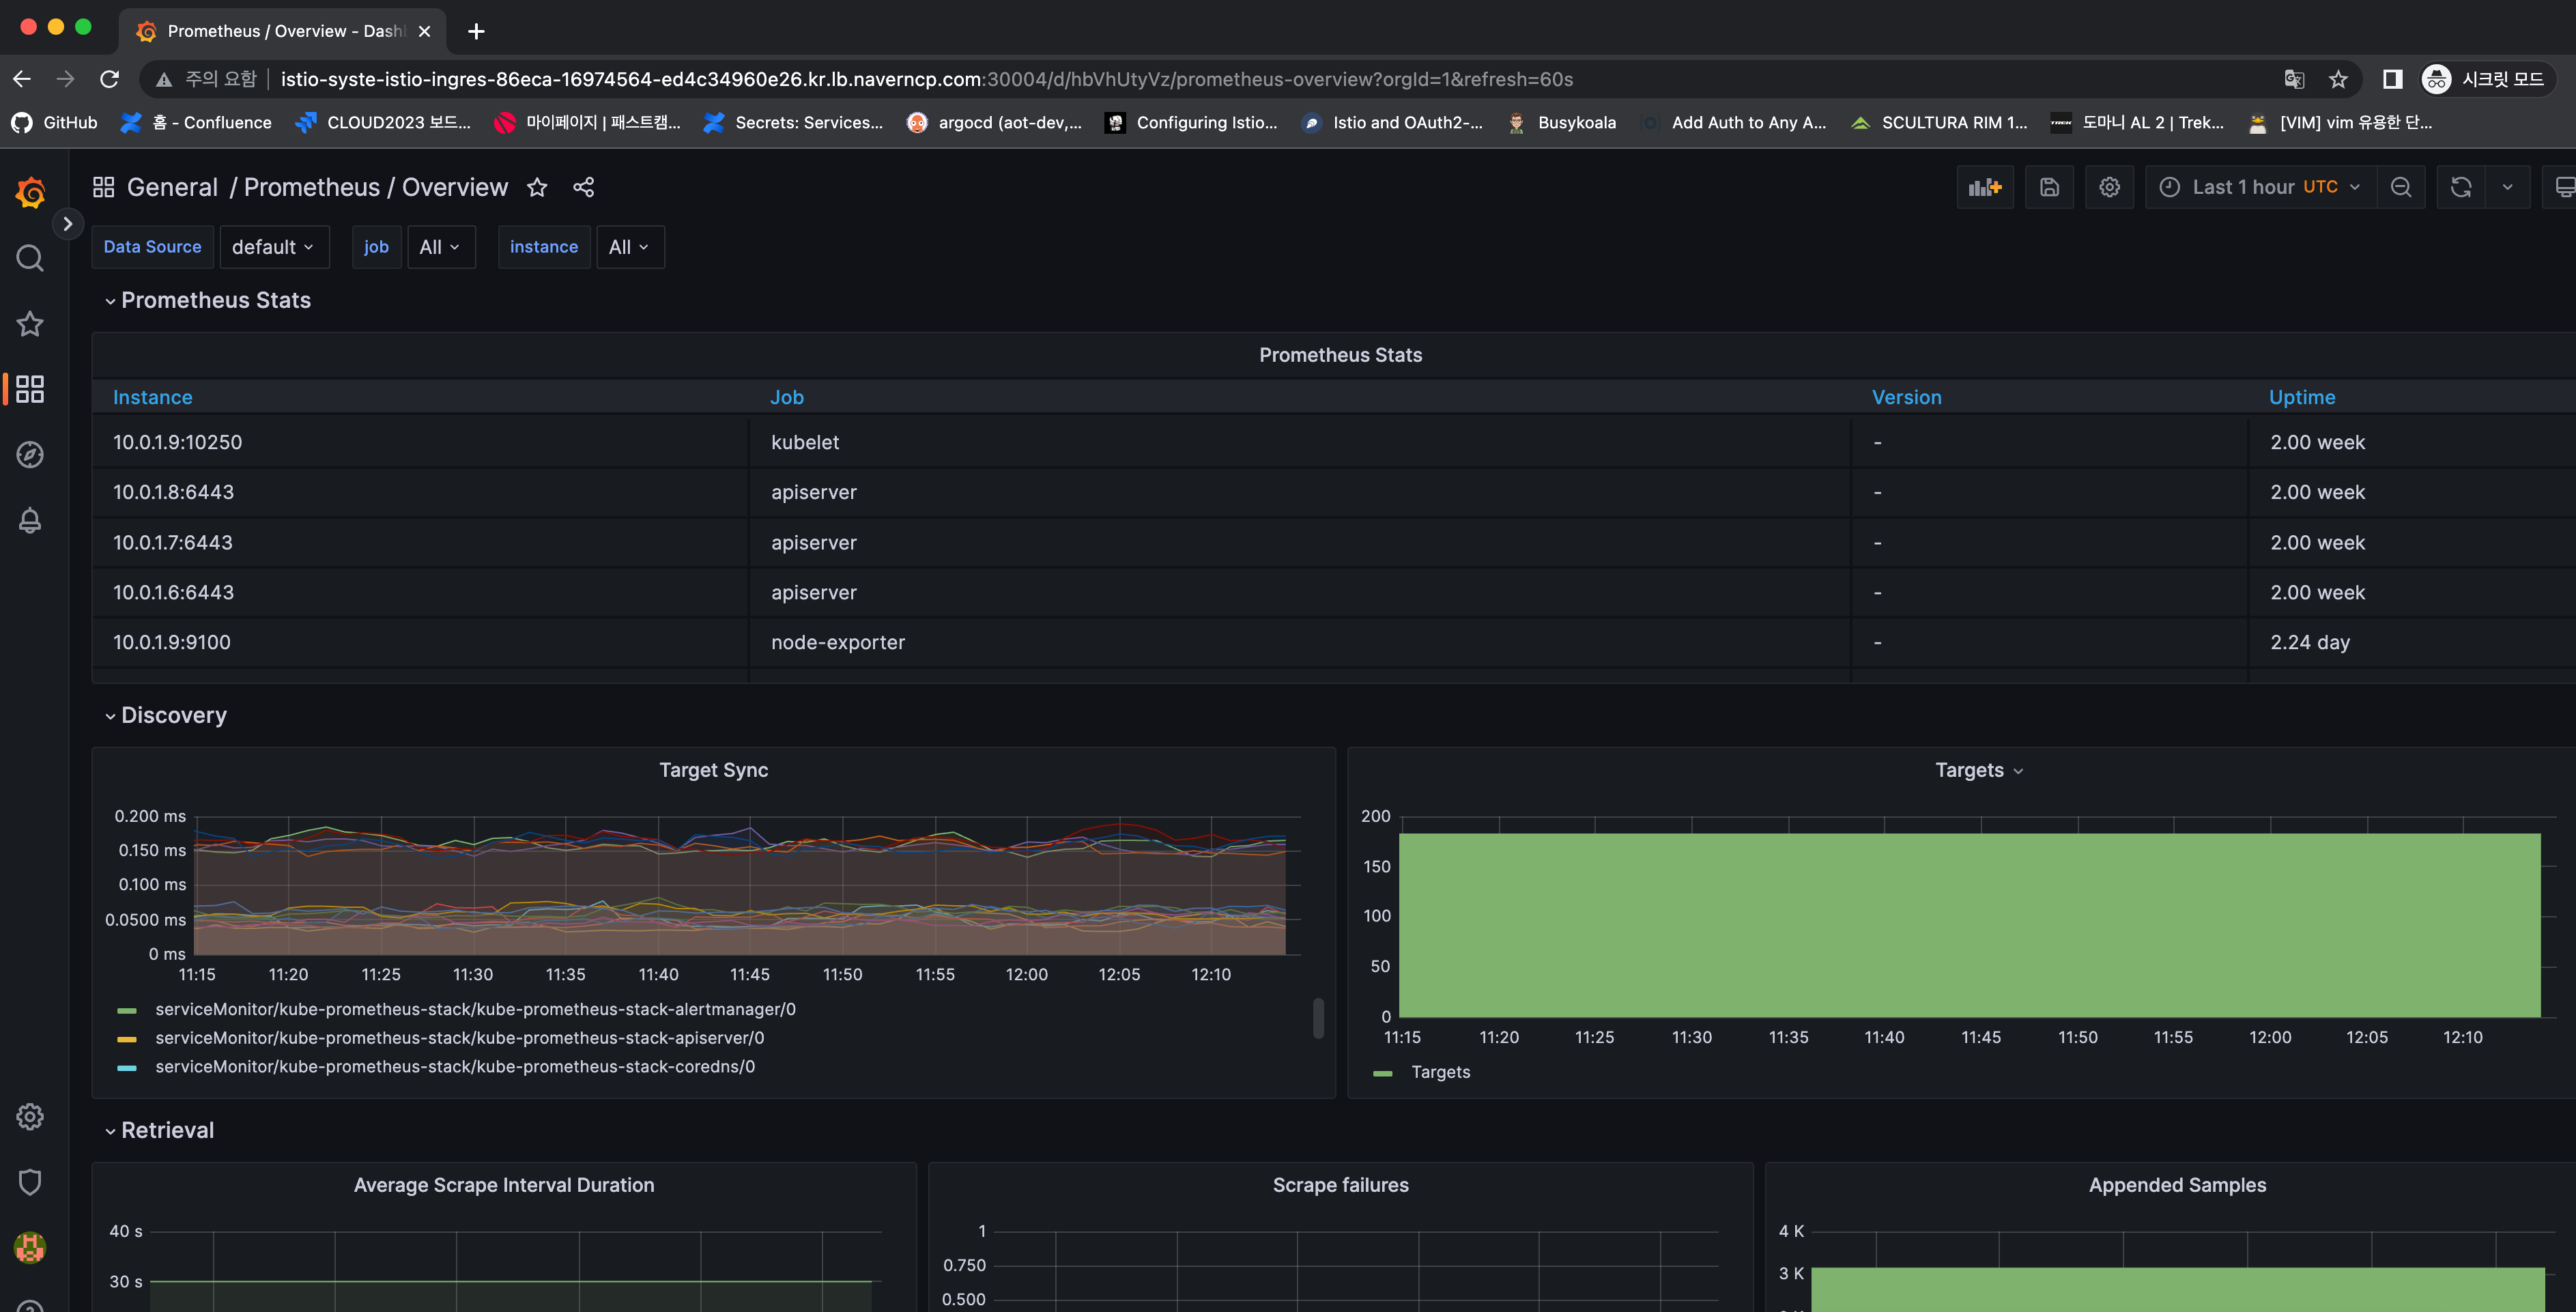 Prometheus / Overview - Dash
주의 요함 istio-syste-istio-ingres-86eca-16974564-ed4c34960e26.kr.lb.naverncp.com:30004/d/hbVhUtyVz/prometheus-overview?orgId=1&refresh=60s 시크릿 모드
GitHub 홈 - Confluence CLOUD2023 보드... 마이페이지 | 패스트캠... Secrets: Services... argocd (aot-dev,... Configuring Istio... Istio and OAuth2-... Busykoala Add Auth to Any A... SCULTURA RIM 1... 도마니 AL 2 | Trek... [VIM] vim 유용한 단...
General / Prometheus / Overview Last 1 hour UTC
Data Source default job All instance All
Prometheus Stats
Prometheus Stats
Instance Job Version Uptime
10.0.1.9:10250 kubelet - 2.00 week
10.0.1.8:6443 apiserver - 2.00 week
10.0.1.7:6443 apiserver - 2.00 week
10.0.1.6:6443 apiserver - 2.00 week
10.0.1.9:9100 node-exporter - 2.24 day
Discovery
Target Sync
0.200 ms
0.150 ms
0.100 ms
0.0500 ms
0 ms
11:15 11:20 11:25 11:30 11:35 11:40 11:45 11:50 11:55 12:00 12:05 12:10
serviceMonitor/kube-prometheus-stack/kube-prometheus-stack-alertmanager/0
serviceMonitor/kube-prometheus-stack/kube-prometheus-stack-apiserver/0
serviceMonitor/kube-prometheus-stack/kube-prometheus-stack-coredns/0
Targets
200
150
100
50
0
11:15 11:20 11:25 11:30 11:35 11:40 11:45 11:50 11:55 12:00 12:05 12:10
Targets
Retrieval
Average Scrape Interval Duration
40 s
30 s
Scrape failures
1
0.750
0.500
Appended Samples
4 K
3 K